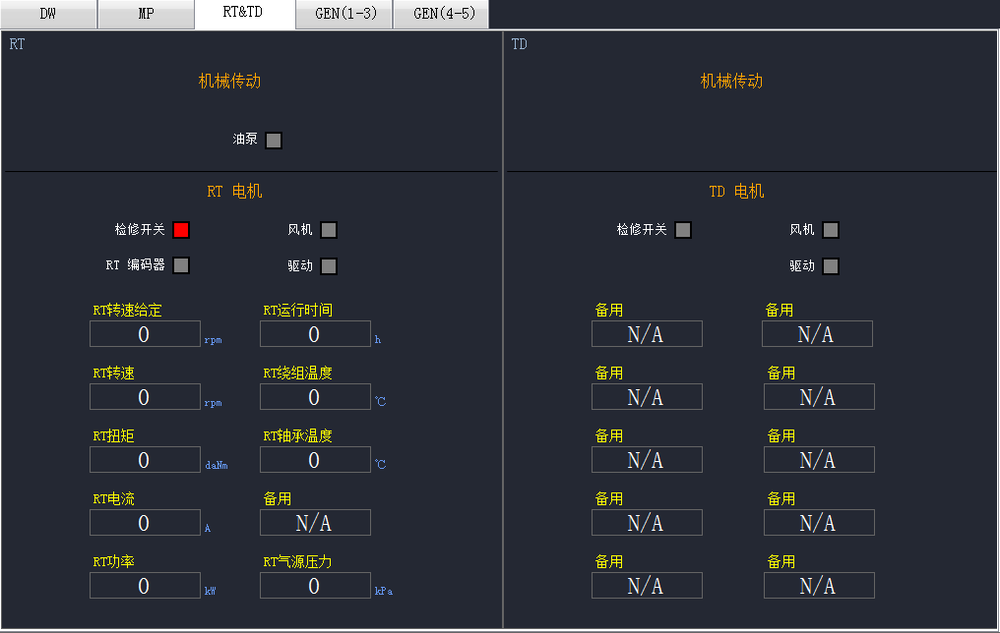 DW MP RT&TD GEN(1-3) GEN(4-5)
RT
机械传动
油泵
RT 电机
检修开关 风机
RT 编码器 驱动
RT转速给定 RT运行时间
0 rpm 0 h
RT转速 RT绕组温度
0 rpm 0 ℃
RT扭矩 RT轴承温度
0 daNm 0 ℃
RT电流 备用
0 A N/A
RT功率 RT气源压力
0 kW 0 kPa
TD
机械传动
TD 电机
检修开关 风机
驱动
备用 备用
N/A N/A
备用 备用
N/A N/A
备用 备用
N/A N/A
备用 备用
N/A N/A
备用 备用
N/A N/A